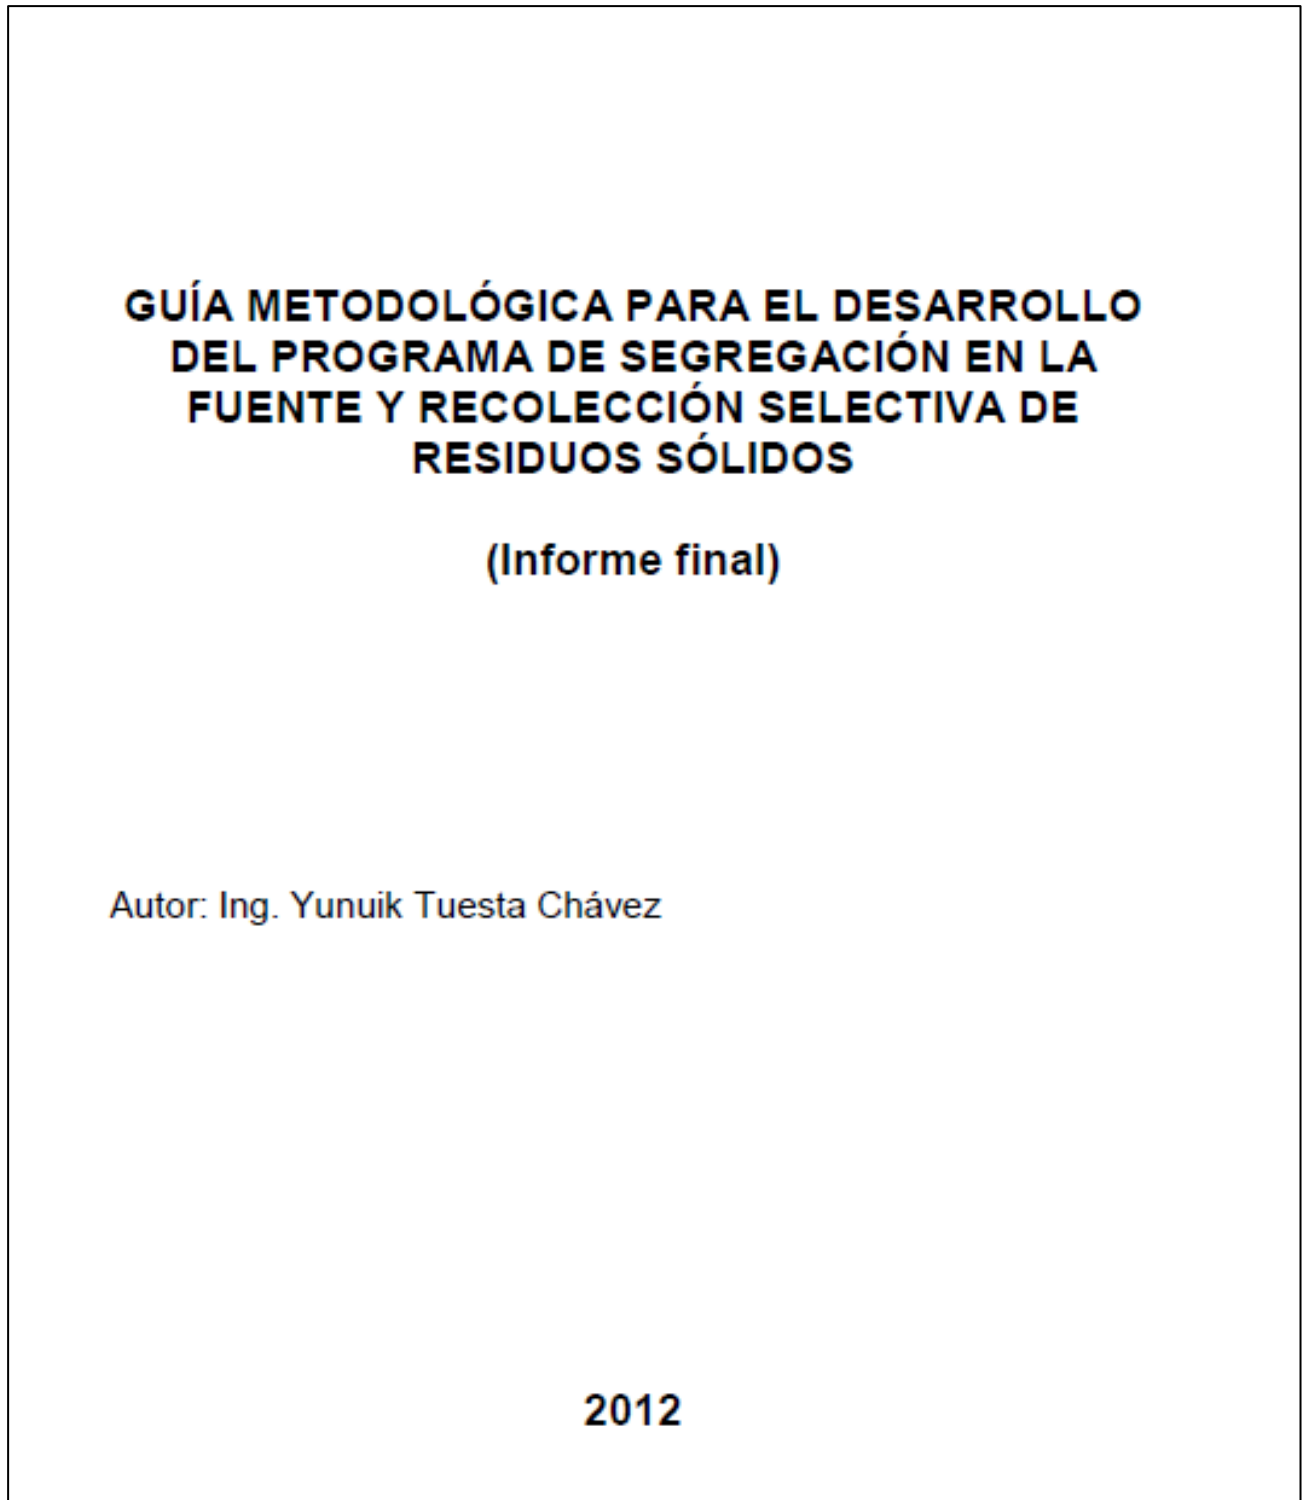 GUÍA METODOLÓGICA PARA EL DESARROLLO
DEL PROGRAMA DE SEGREGACIÓN EN LA
FUENTE Y RECOLECCIÓN SELECTIVA DE
RESIDUOS SÓLIDOS
(Informe final)
Autor: Ing. Yunuik Tuesta Chávez
2012